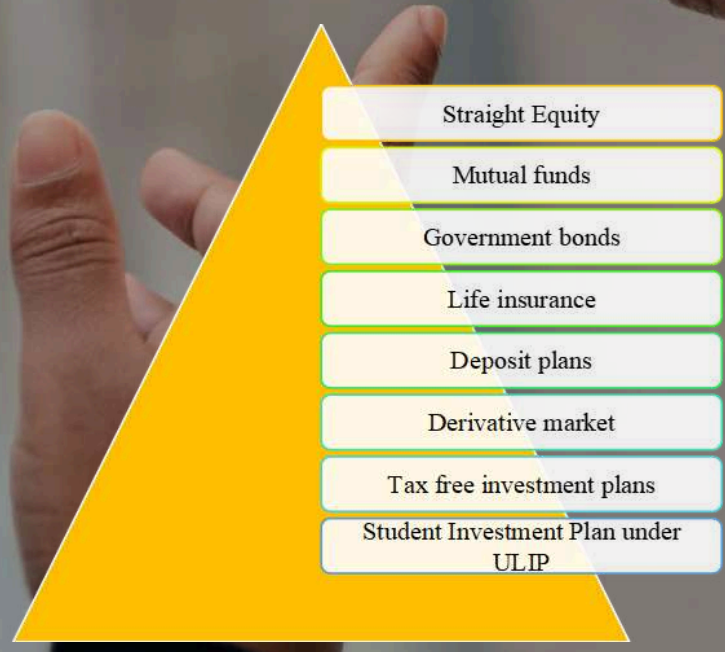 Straight Equity
Mutual funds
Government bonds
Life insurance
Deposit plans
Derivative market
Tax free investment plans
Student Investment Plan under
ULIP